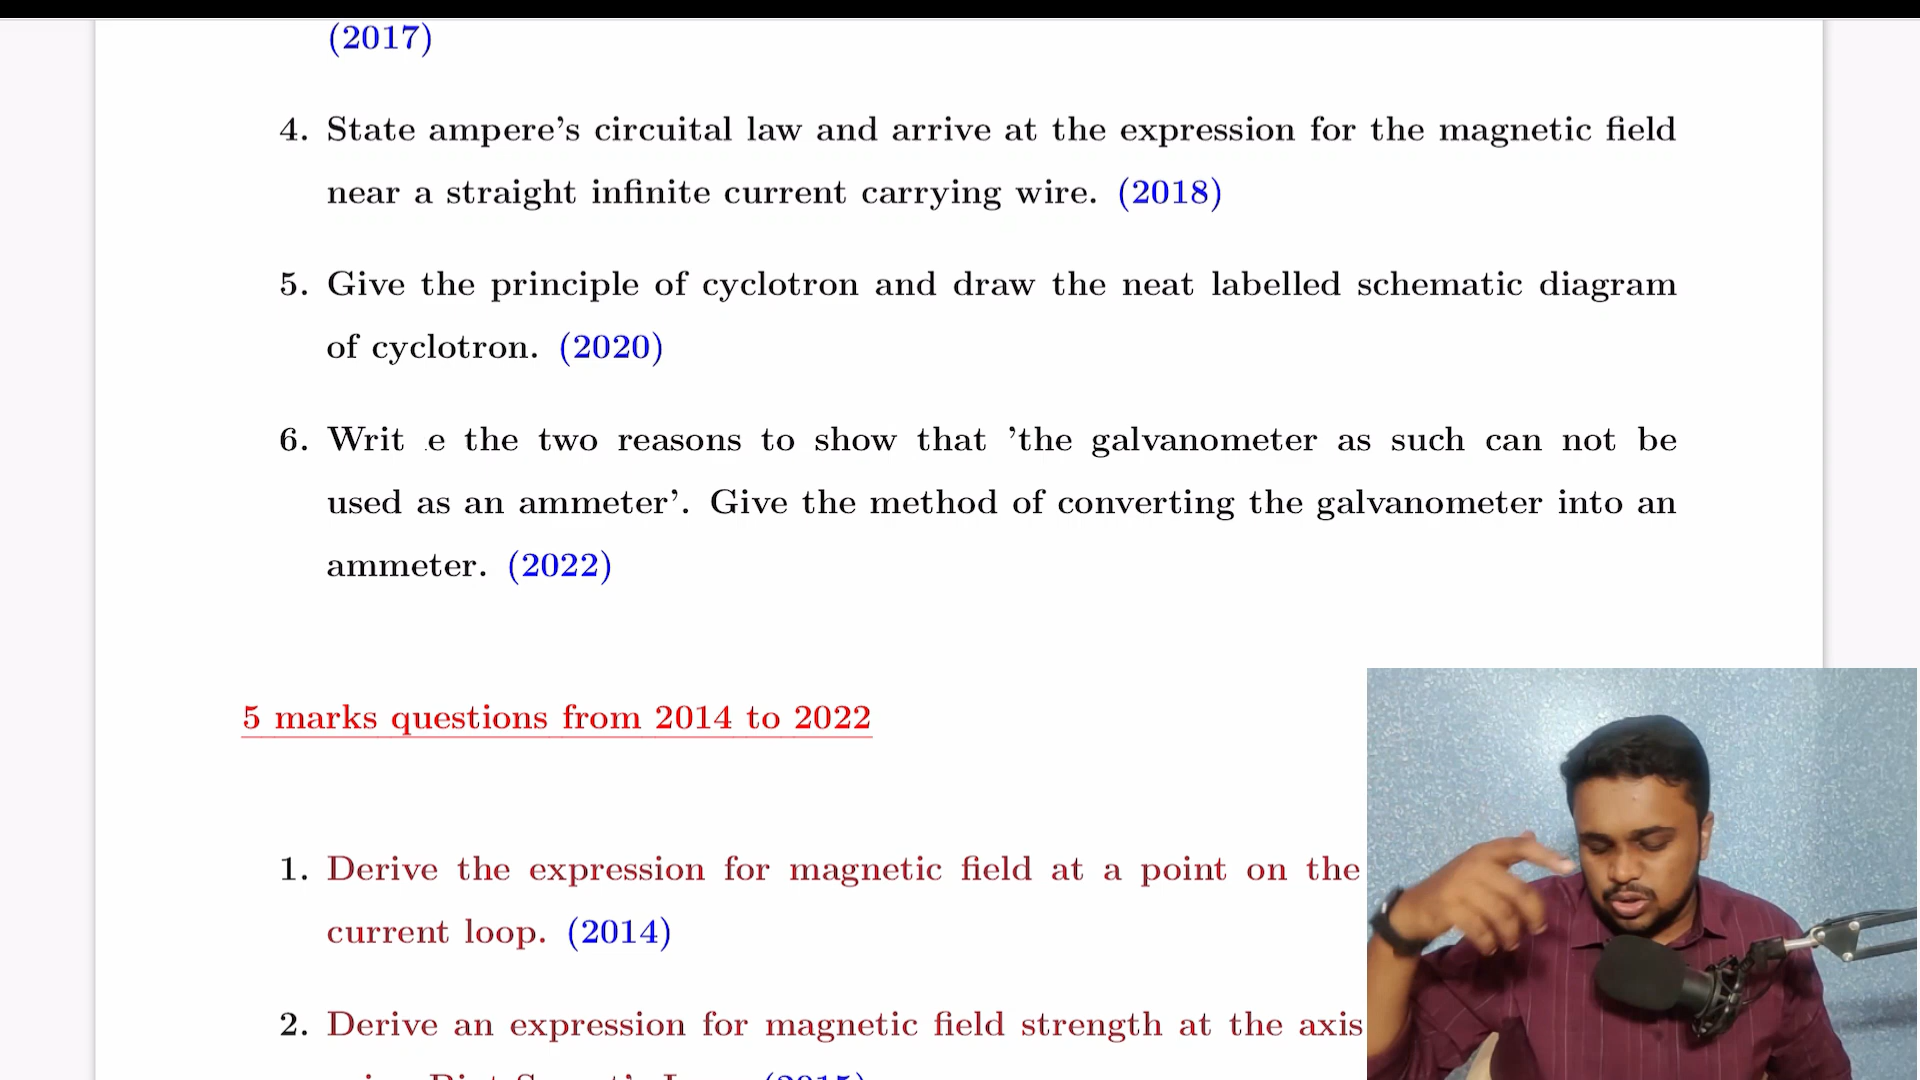 (2017)
4. State ampere's circuital law and arrive at the expression for the magnetic field
near a straight infinite current carrying wire. (2018)
5. Give the principle of cyclotron and draw the neat labelled schematic diagram
of cyclotron. (2020)
6. Writ e the two reasons to show that 'the galvanometer as such can not be
used as an ammeter'. Give the method of converting the galvanometer into an
ammeter. (2022)
5 marks questions from 2014 to 2022
1. Derive the expression for magnetic field at a point on the
current loop. (2014)
2. Derive an expression for magnetic field strength at the axis